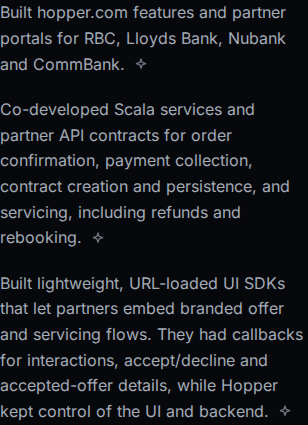 Built hopper.com features and partner
portals for RBC, Lloyds Bank, Nubank
and CommBank.
Co-developed Scala services and
partner API contracts for order
confirmation, payment collection,
contract creation and persistence, and
servicing, including refunds and
rebooking.
Built lightweight, URL-loaded UI SDKs
that let partners embed branded offer
and servicing flows. They had callbacks
for interactions, accept/decline and
accepted-offer details, while Hopper
kept control of the UI and backend.